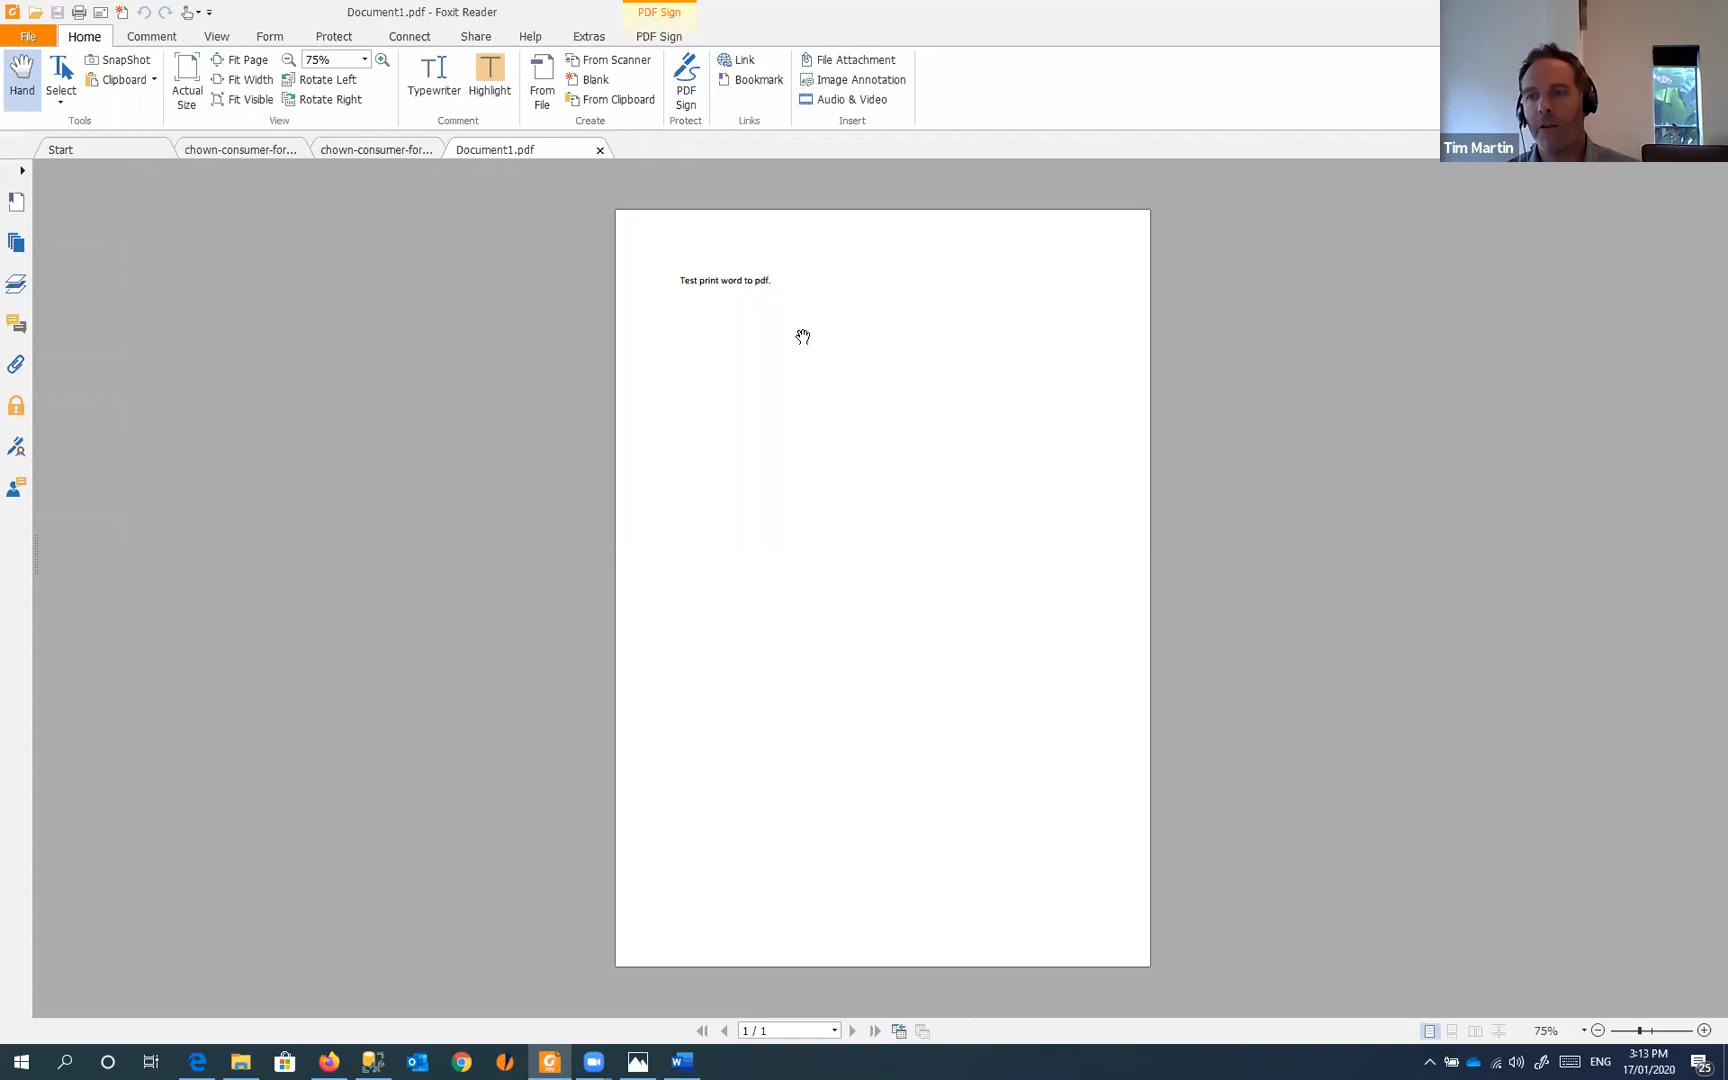 Document1.pdf - Foxit Reader
PDF Sign
File
Home
Comment
View
Form
Protect
Connect
Share
Help
Extras
PDF Sign
Hand
Select
SnapShot
Clipboard
Tools
Actual Size
Fit Page
Fit Width
Fit Visible
75%
Rotate Left
Rotate Right
View
Typewriter
Highlight
Comment
From File
From Scanner
Blank
From Clipboard
Create
PDF Sign
Protect
Link
Bookmark
Links
File Attachment
Image Annotation
Audio & Video
Insert
Tim Martin
Start
chown-consumer-for...
chown-consumer-for...
Document1.pdf
Test print word to pdf.
1 / 1
75%
ENG
3:13 PM
17/01/2020
25